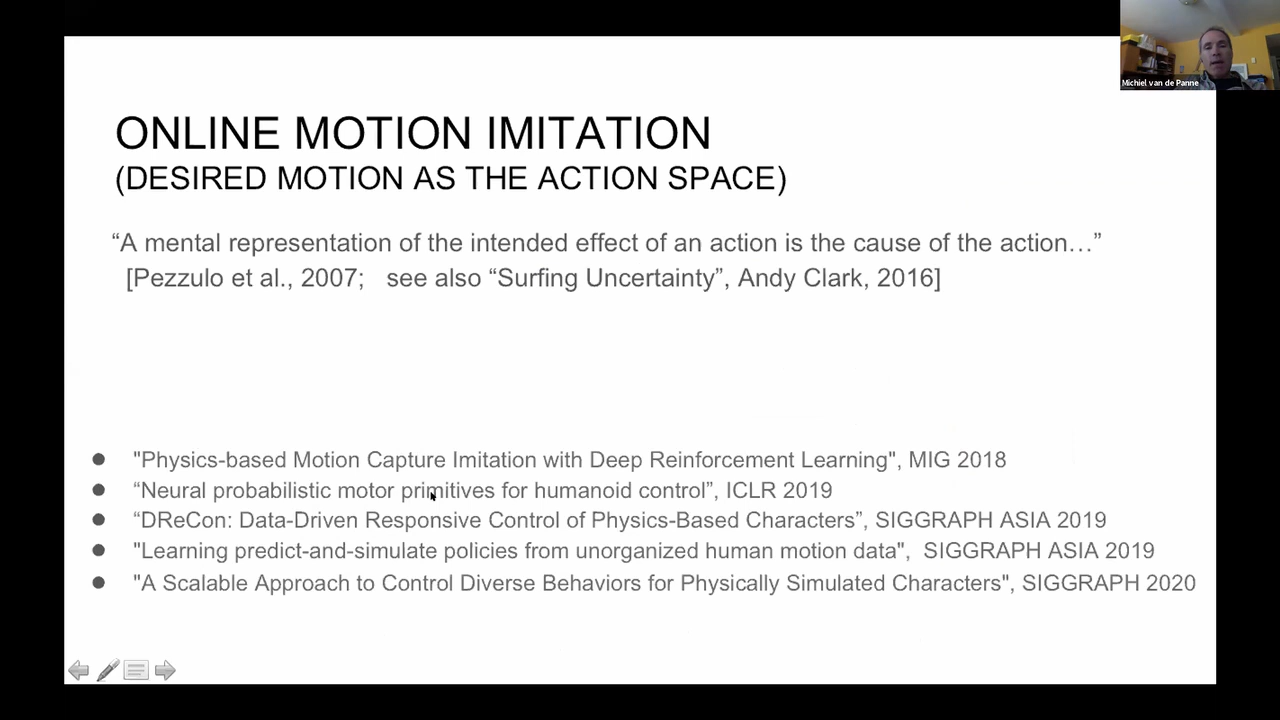 Michiel van de Panne
ONLINE MOTION IMITATION
(DESIRED MOTION AS THE ACTION SPACE)
“A mental representation of the intended effect of an action is the cause of the action…”
[Pezzulo et al., 2007; see also “Surfing Uncertainty”, Andy Clark, 2016]
● "Physics-based Motion Capture Imitation with Deep Reinforcement Learning", MIG 2018
● “Neural probabilistic motor primitives for humanoid control”, ICLR 2019
● “DReCon: Data-Driven Responsive Control of Physics-Based Characters”, SIGGRAPH ASIA 2019
● "Learning predict-and-simulate policies from unorganized human motion data", SIGGRAPH ASIA 2019
● "A Scalable Approach to Control Diverse Behaviors for Physically Simulated Characters", SIGGRAPH 2020